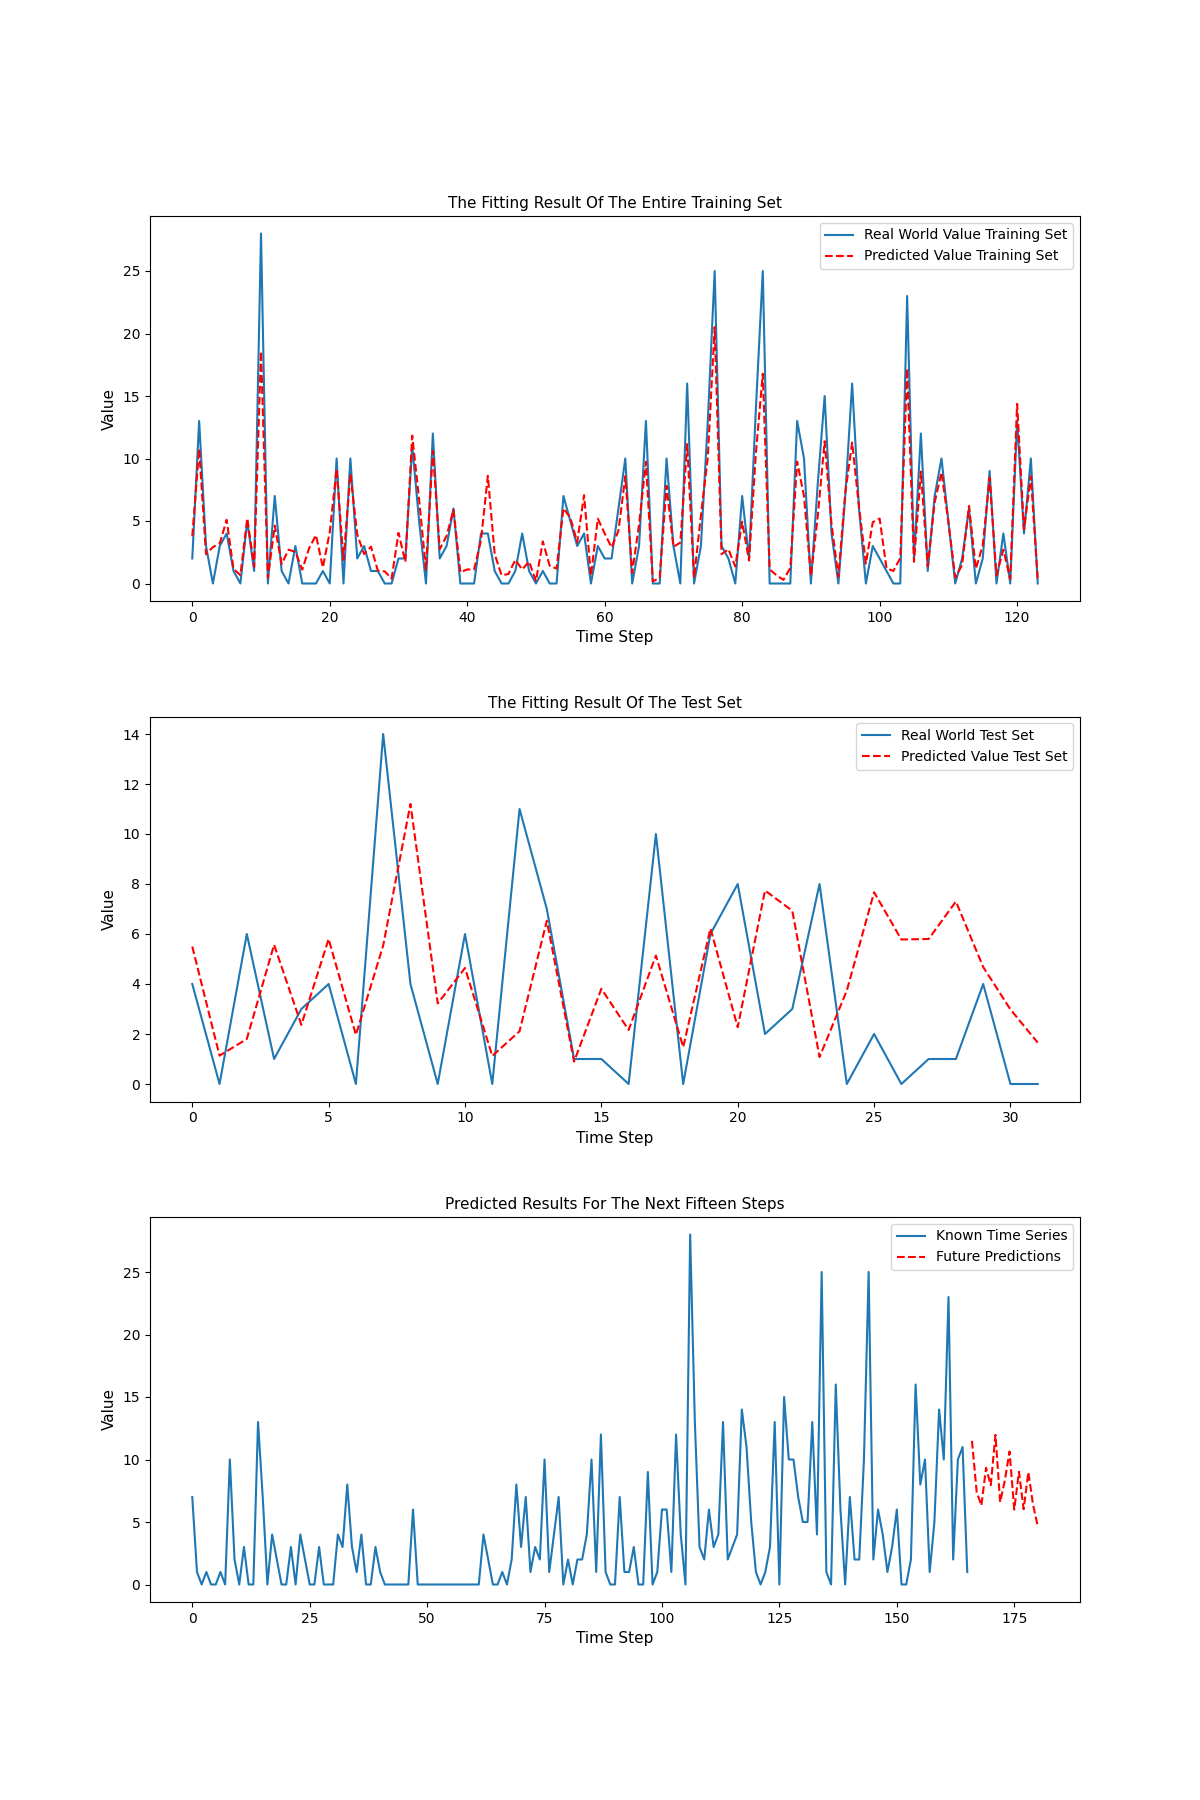 The Fitting Result Of The Entire Training Set
Real World Value Training Set
Predicted Value Training Set
Value
25
20
15
10
5
0
0 20 40 60 80 100 120
Time Step
The Fitting Result Of The Test Set
Real World Test Set
Predicted Value Test Set
Value
14
12
10
8
6
4
2
0
0 5 10 15 20 25 30
Time Step
Predicted Results For The Next Fifteen Steps
Known Time Series
Future Predictions
Value
25
20
15
10
5
0
0 25 50 75 100 125 150 175
Time Step